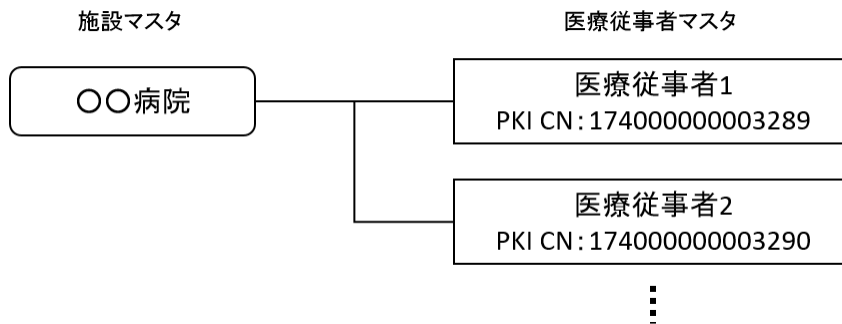 施設マスタ
医療従事者マスタ
〇〇病院
医療従事者1
PKI CN：174000000003289
医療従事者2
PKI CN：174000000003290